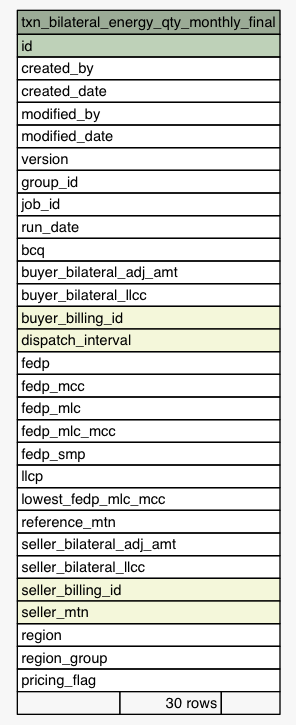 txn_bilateral_energy_qty_monthly_final
id
created_by
created_date
modified_by
modified_date
version
group_id
job_id
run_date
bcq
buyer_bilateral_adj_amt
buyer_bilateral_llcc
buyer_billing_id
dispatch_interval
fedp
fedp_mcc
fedp_mlc
fedp_mlc_mcc
fedp_smp
llcp
lowest_fedp_mlc_mcc
reference_mtn
seller_bilateral_adj_amt
seller_bilateral_llcc
seller_billing_id
seller_mtn
region
region_group
pricing_flag
30 rows